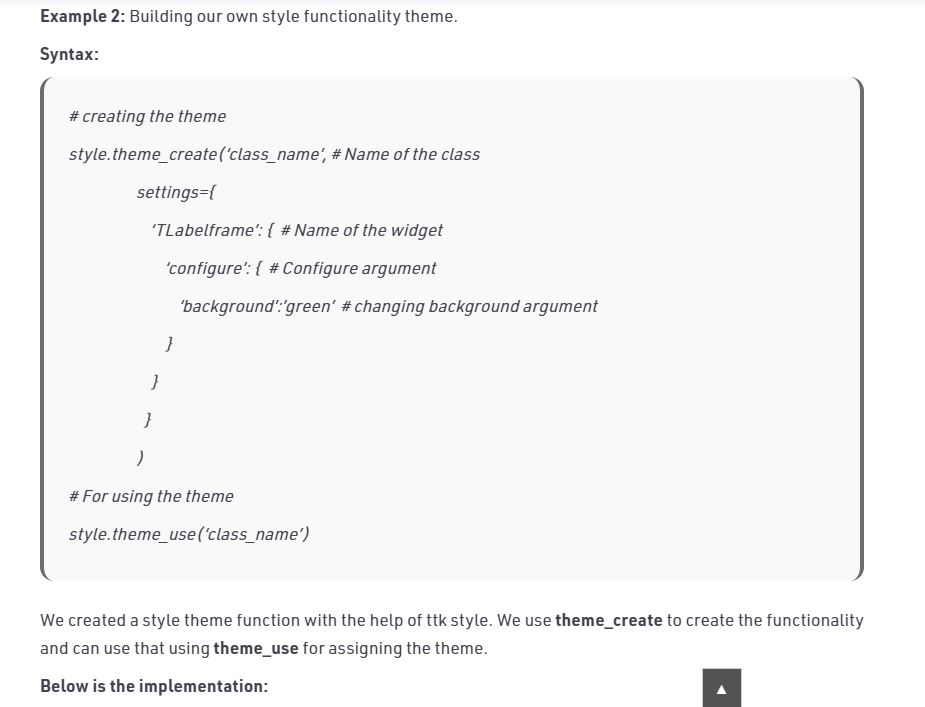 Example 2: Building our own style functionality theme.
Syntax:
# creating the theme
style.theme_create(‘class_name’, # Name of the class
settings={
‘TLabelframe’: { # Name of the widget
‘configure’: { # Configure argument
‘background’:’green’ # changing background argument
}
}
}
)
# For using the theme
style.theme_use(‘class_name’)
We created a style theme function with the help of ttk style. We use theme_create to create the functionality
and can use that using theme_use for assigning the theme.
Below is the implementation: